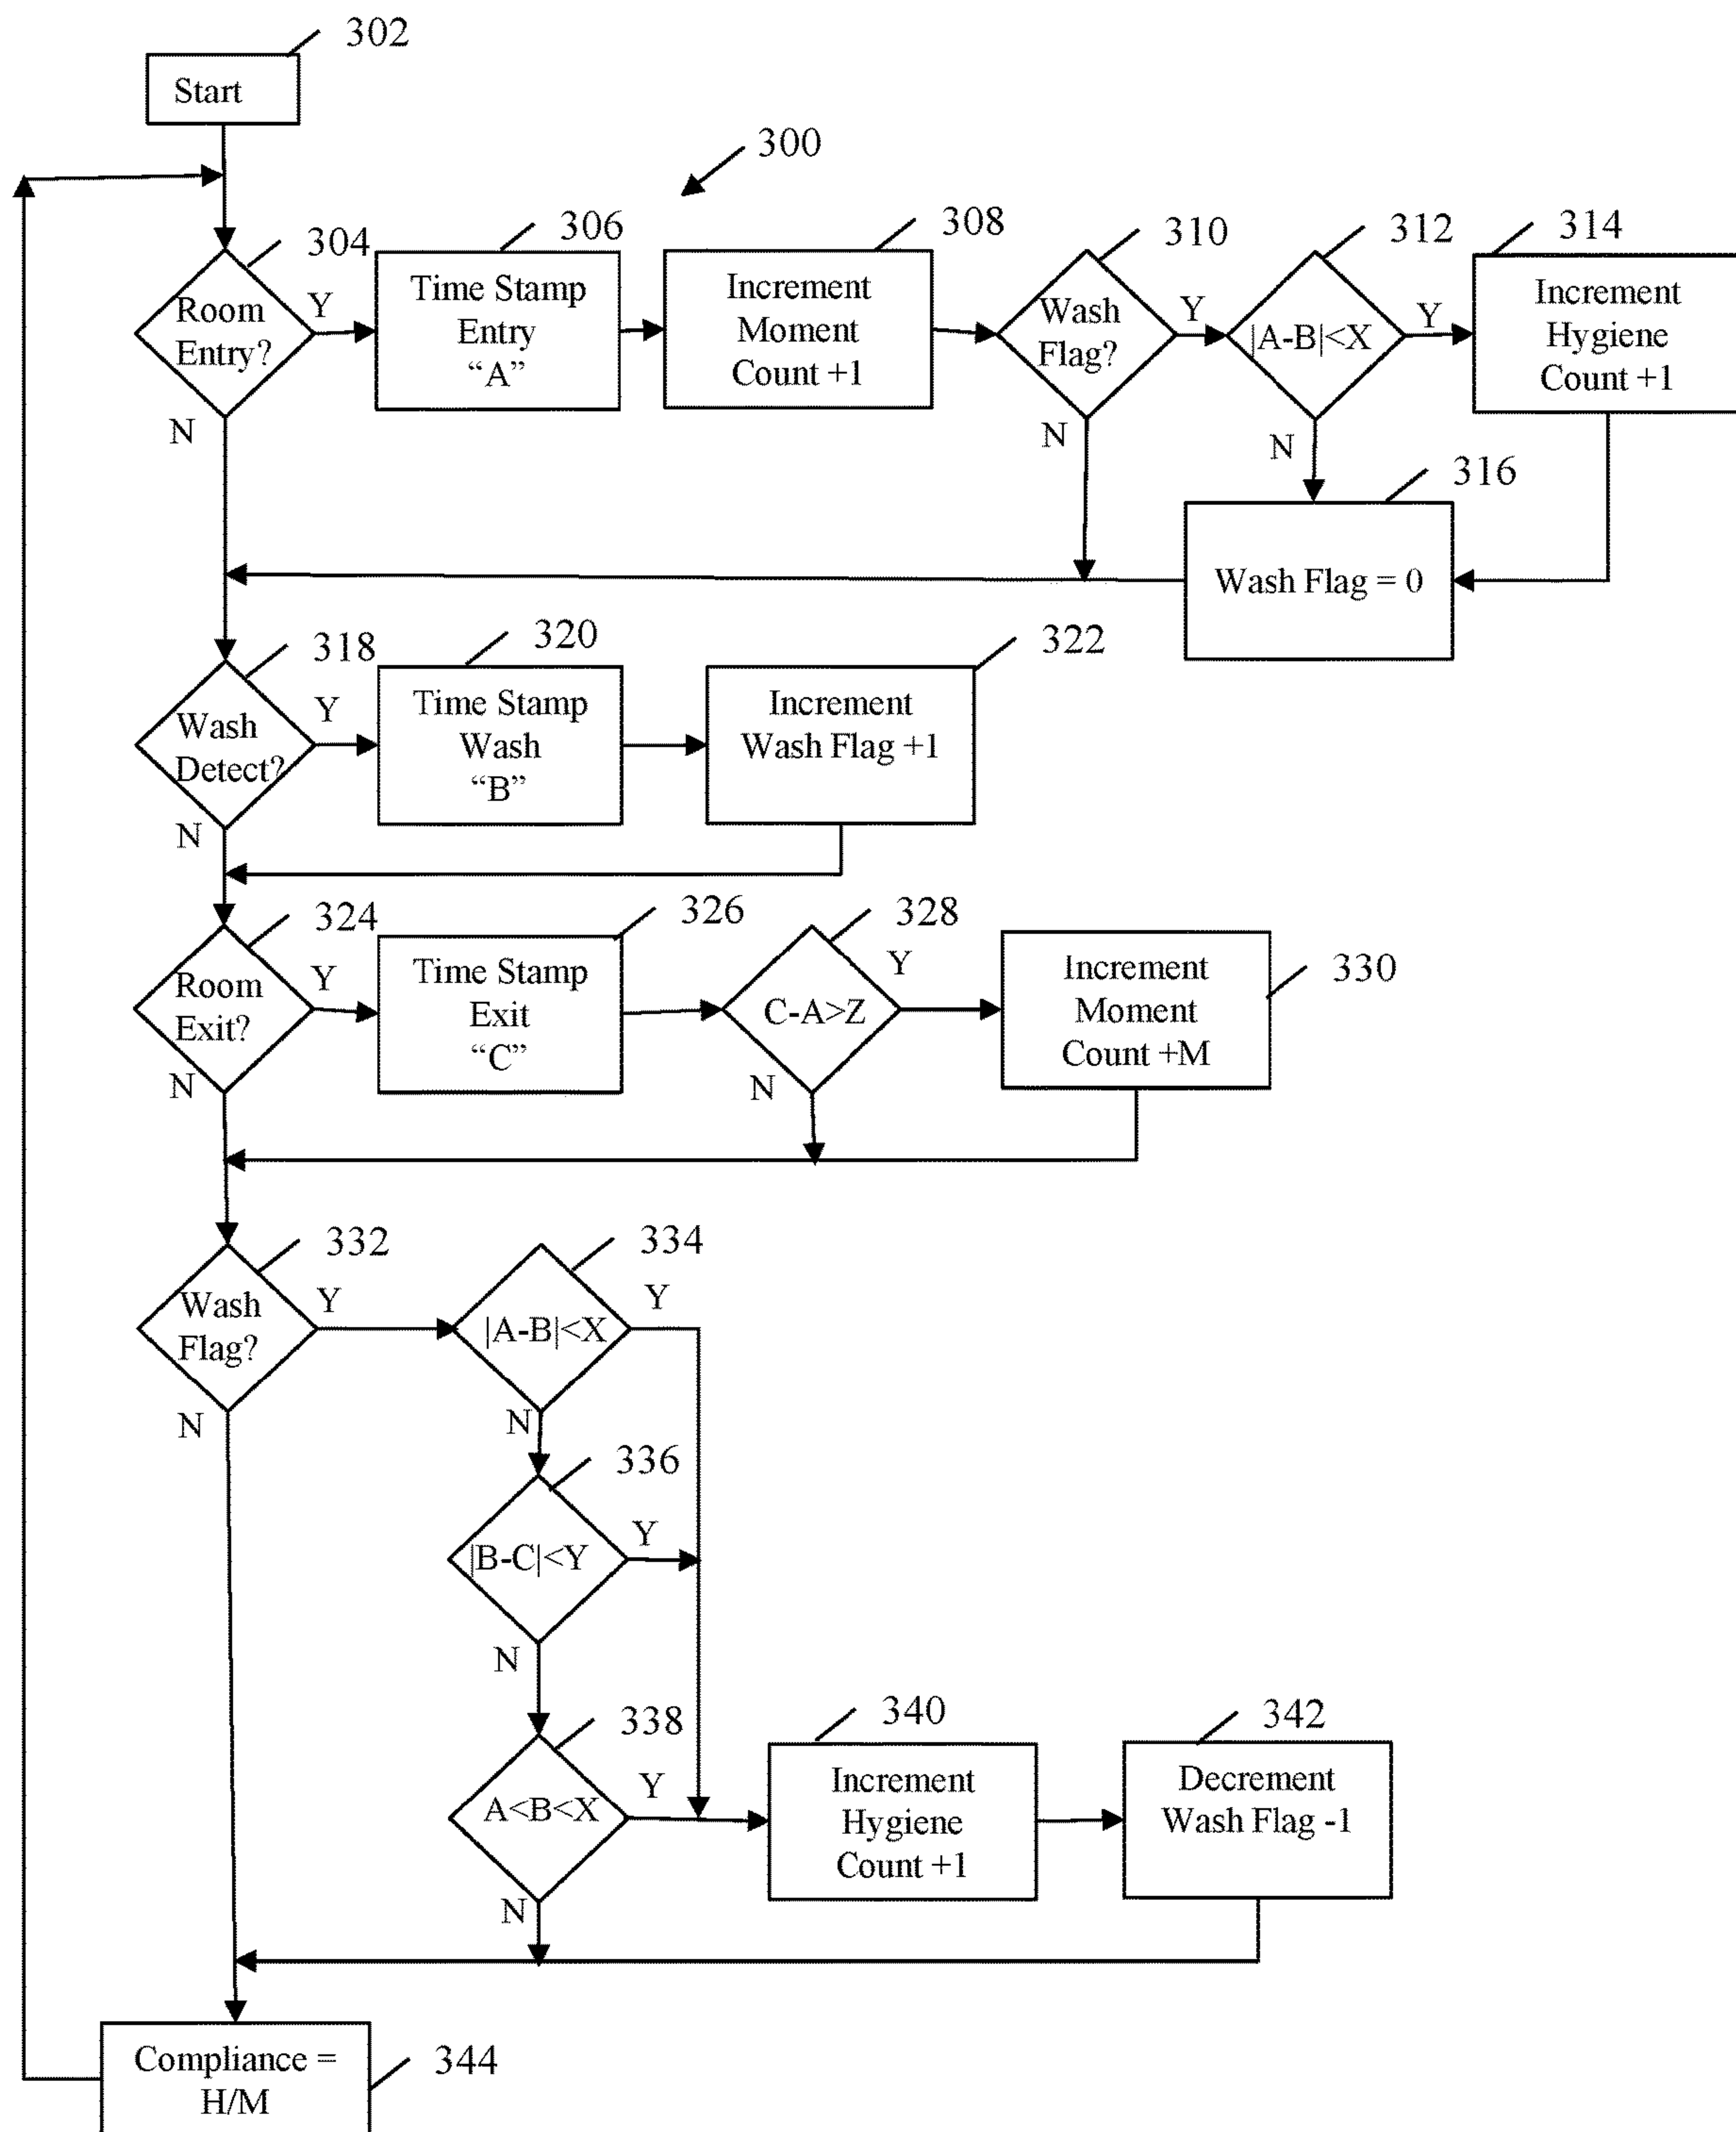 302
Start
300
304
306
308
310
312
314
Room
Entry?
Y
Time Stamp
Entry
“A”
Increment
Moment
Count +1
Wash
Flag?
Y
|A-B|<X
Y
Increment
Hygiene
Count +1
N
N
N
316
Wash Flag = 0
318
320
322
Wash
Detect?
Y
Time Stamp
Wash
“B”
Increment
Wash Flag +1
N
324
326
328
330
Room
Exit?
Y
Time Stamp
Exit
“C”
C-A>Z
Y
Increment
Moment
Count +M
N
N
332
334
Wash
Flag?
Y
|A-B|<X
Y
N
N
336
|B-C|<Y
Y
N
338
340
342
A<B<X
Y
Increment
Hygiene
Count +1
Decrement
Wash Flag -1
N
Compliance =
H/M
344